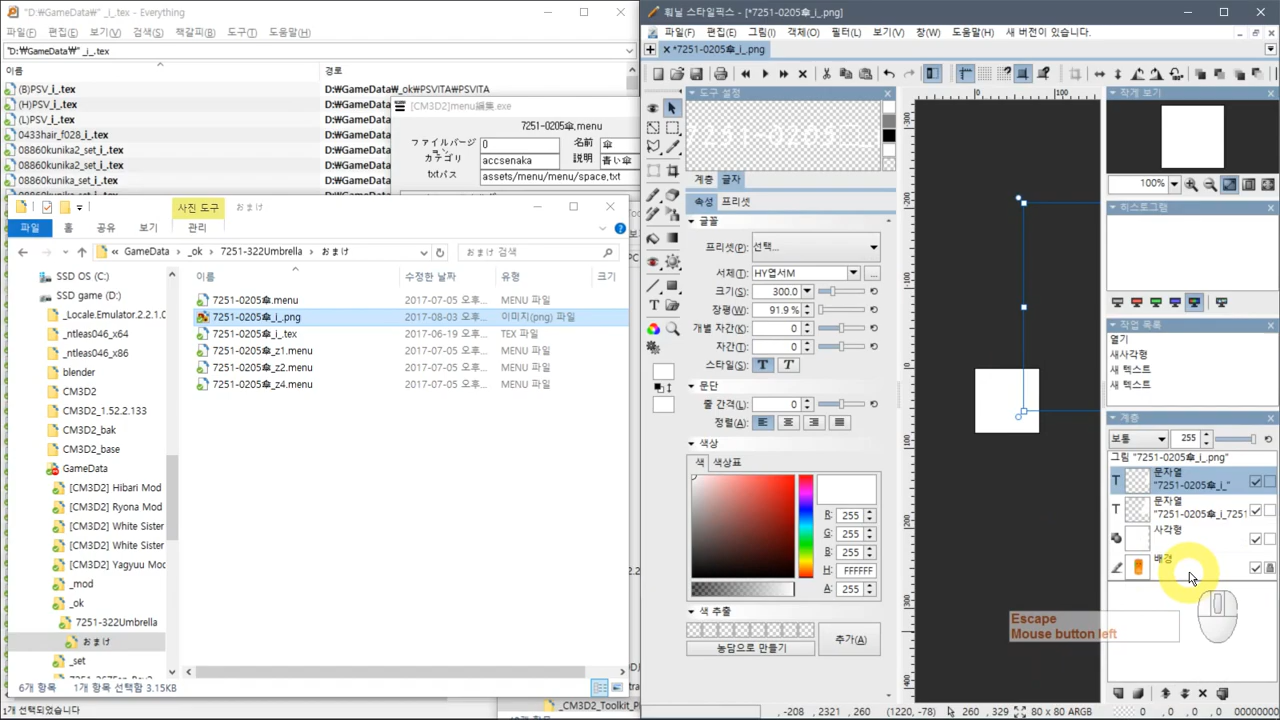 "D:₩GameData₩" _i_.tex - Everything
파일(F) 편집(E) 보기(V) 검색(S) 책갈피(B) 도구(T) 도움말(H)
"D:₩GameData₩" _i_.tex
이름 경로
(B)PSV_i_.tex D:₩GameData₩_ok₩PSVITA₩PSVITA
(H)PSV_i_.tex D:₩GameData
(L)PSV_i_.tex D:₩GameData
0433hair_f028_i_.tex D:₩GameData
08860kunika2_set_i_.tex D:₩GameData
08860kunika2_set_i_.tex D:₩GameData
08860kunika_set_i_.tex D:₩GameData
[CM3D2]menu編集.exe
7251-0205傘.menu
ファイルバージョン 0 名前 傘
カテゴリ accsenaka 説明 青い傘
txtパス assets/menu/menu/space.txt
사진 도구 おまけ
파일 홈 공유 보기 관리
« GameData › _ok › 7251-322Umbrella › おまけ おまけ 검색
SSD OS (C:)
SSD game (D:)
_Locale.Emulator.2.2.1.0
_ntleas046_x64
_ntleas046_x86
blender
CM3D2
CM3D2_1.52.2.133
CM3D2_bak
CM3D2_base
GameData
[CM3D2] Hibari Mod
[CM3D2] Ryona Mod
[CM3D2] White Sister
[CM3D2] White Sister
[CM3D2] Yagyuu Mod
_mod
_ok
7251-322Umbrella
おまけ
_set
이름 수정한 날짜 유형 크기
7251-0205傘.menu 2017-07-05 오후... MENU 파일
7251-0205傘_i_.png 2017-08-03 오후... 이미지(png) 파일
7251-0205傘_i_.tex 2017-06-19 오후... TEX 파일
7251-0205傘_z1.menu 2017-07-05 오후... MENU 파일
7251-0205傘_z2.menu 2017-07-05 오후... MENU 파일
7251-0205傘_z4.menu 2017-07-05 오후... MENU 파일
6개 항목 1개 항목 선택함 3.15KB
1개 선택되었습니다
_CM3D2_Toolkit_P
훠닐 스타일픽스 - [*7251-0205傘_i_.png]
파일(F) 편집(E) 그림(I) 객체(O) 필터(L) 보기(V) 창(W) 도움말(H) 새 버전이 있습니다.
*7251-0205傘_i_.png
도구 설정
계층 글자
속성 프리셋
글꼴
프리셋(P): 선택...
서체(T): HY엽서M
크기(S): 300.0
장평(W): 91.9 %
개별 자간(K): 0
자간(T): 0
스타일(S): T T
문단
줄 간격(L): 0
정렬(A):
색상
색 색상표
R: 255
G: 255
B: 255
H: FFFFFF
A: 255
색 추출
추가(A)
농담으로 만들기
0 100
작게 보기
100%
히스토그램
작업 목록
열기
새사각형
새 텍스트
새 텍스트
계층
보통 255
그림 "7251-0205傘_i_.png"
문자열
"7251-0205傘_i_"
문자열
"7251-0205傘_i_7251
사각형
배경
Escape
Mouse button left
, -208 , 2321 , 260 (1220, -78) 260 , 329 80 x 80 ARGB 00000000